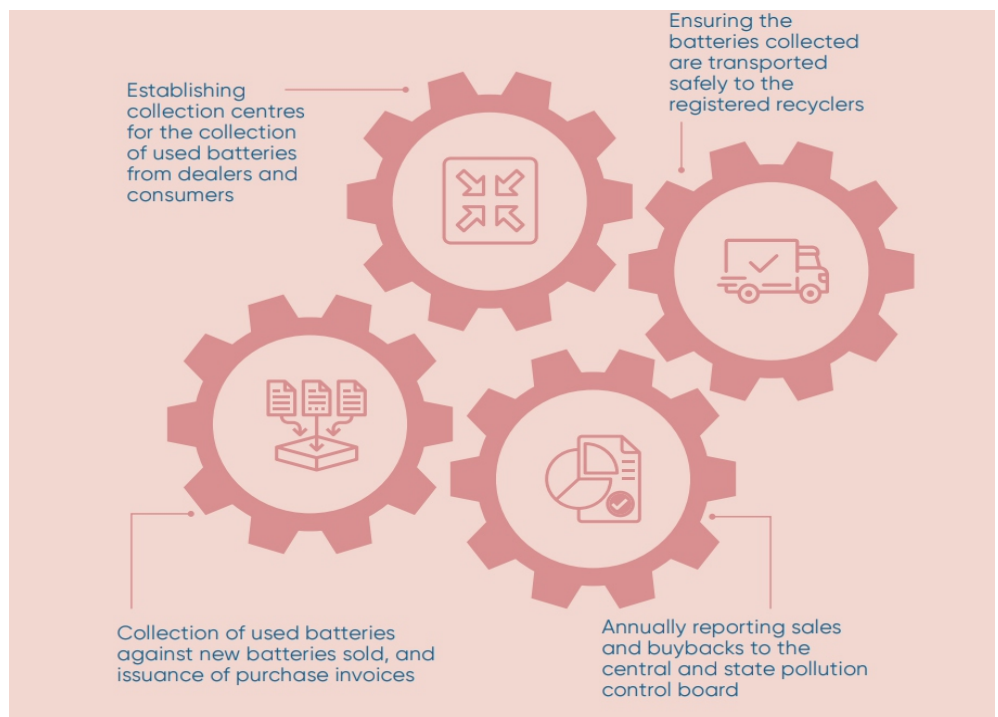 Establishing
collection centres
for the collection
of used batteries
from dealers and
consumers
Ensuring the
batteries collected
are transported
safely to the
registered recyclers
Collection of used batteries
against new batteries sold, and
issuance of purchase invoices
Annually reporting sales
and buybacks to the
central and state pollution
control board